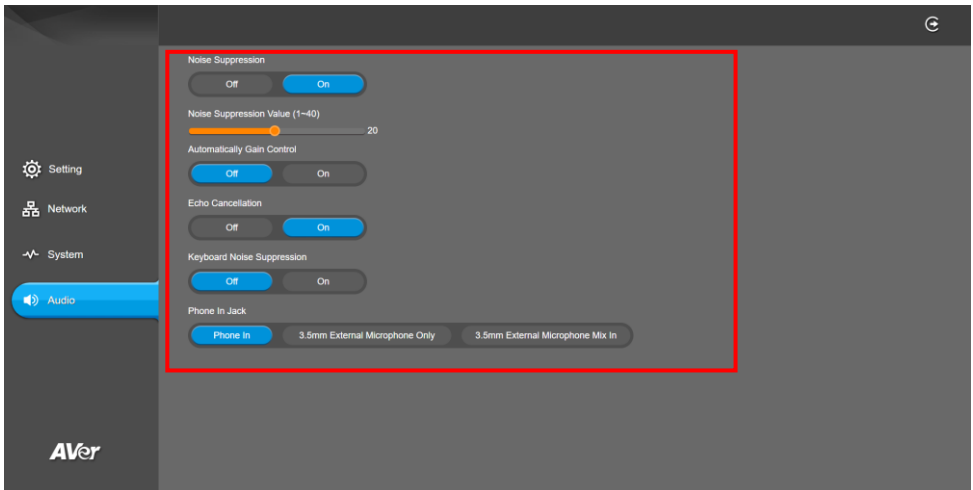 Noise Suppression
Off On
Noise Suppression Value (1~40)
20
Automatically Gain Control
Off On
Echo Cancellation
Off On
Keyboard Noise Suppression
Off On
Phone In Jack
Phone In 3.5mm External Microphone Only 3.5mm External Microphone Mix In
Setting
Network
System
Audio
AVer